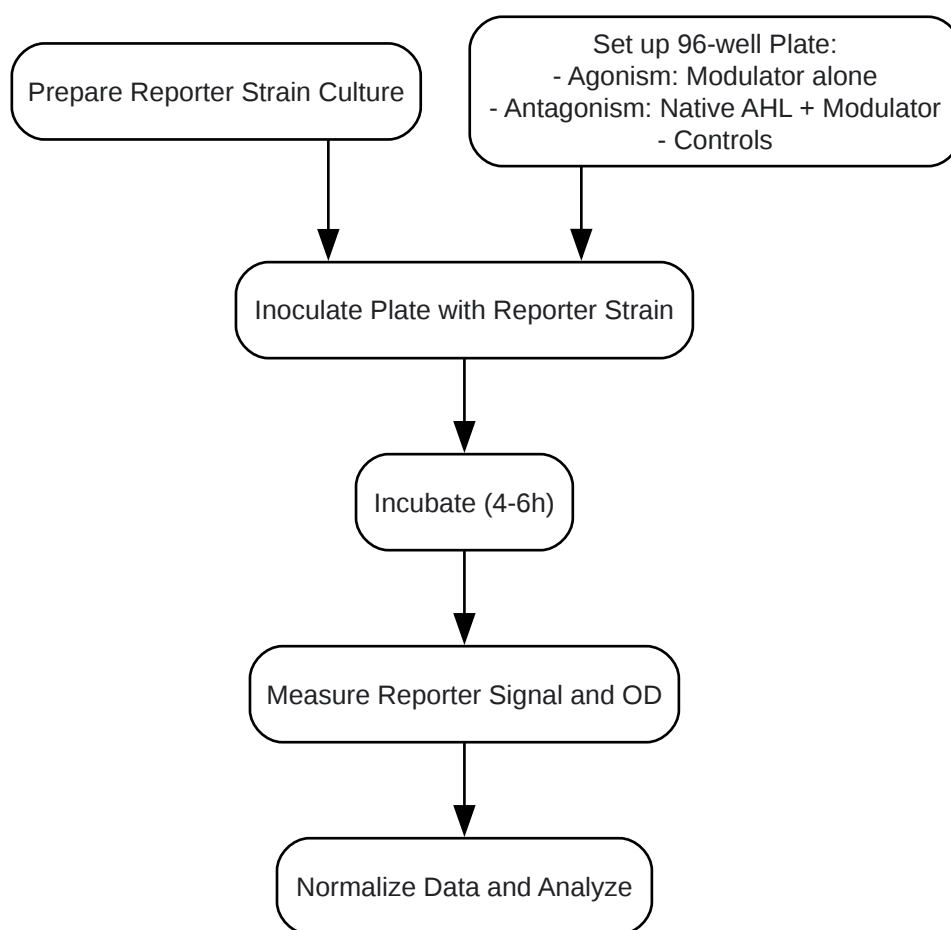 Prepare Reporter Strain Culture
Set up 96-well Plate:
- Agonism: Modulator alone
- Antagonism: Native AHL + Modulator
- Controls
Inoculate Plate with Reporter Strain
Incubate (4-6h)
Measure Reporter Signal and OD
Normalize Data and Analyze